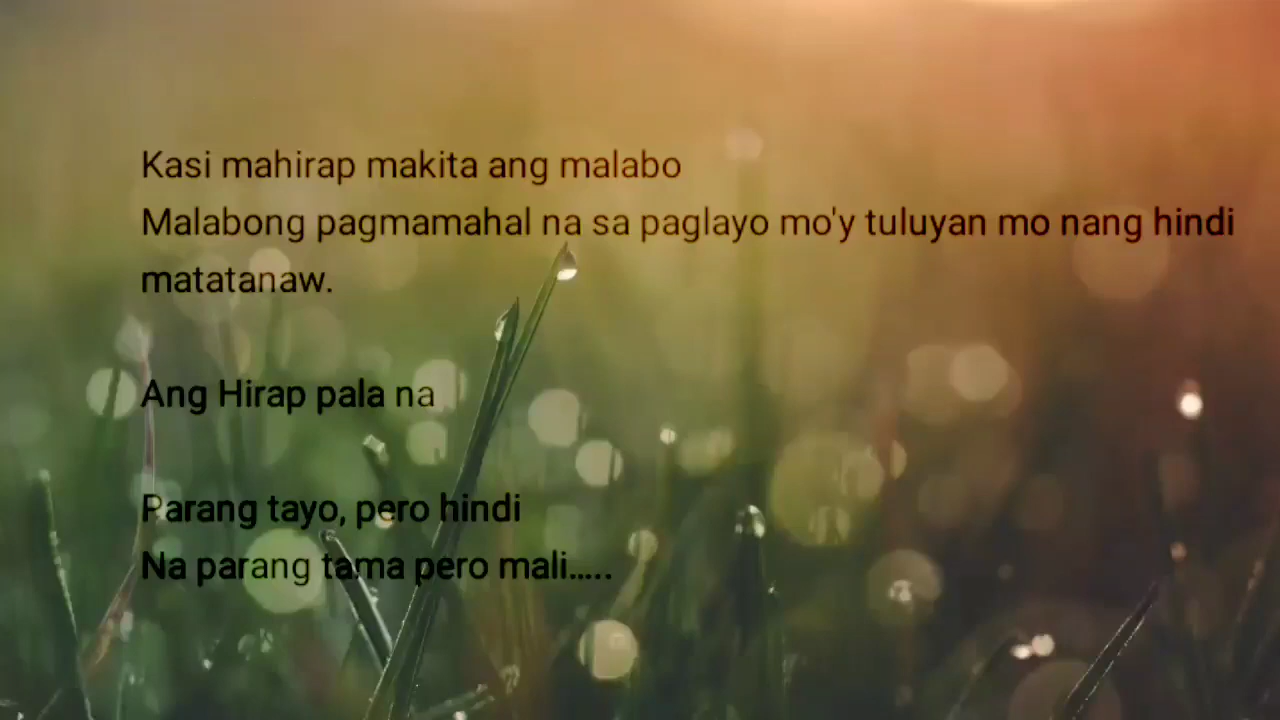 Kasi mahirap makita ang malabo
Malabong pagmamahal na sa paglayo mo'y tuluyan mo nang hindi
matatanaw.
Ang Hirap pala na
Parang tayo, pero hindi
Na parang tama pero mali.....